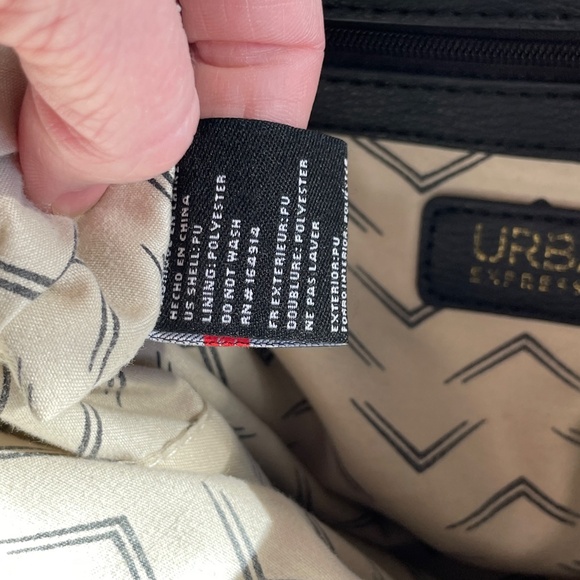 HECHO EN CHINA
US SHELL:PU
LINING:POLYESTER
DO NOT WASH
RN#:164914
FR EXTERIEUR:PU
DOUBLURE:POLYESTER
NE PAS LAVER
EXTERIOR:PU
URBA
EXPRES